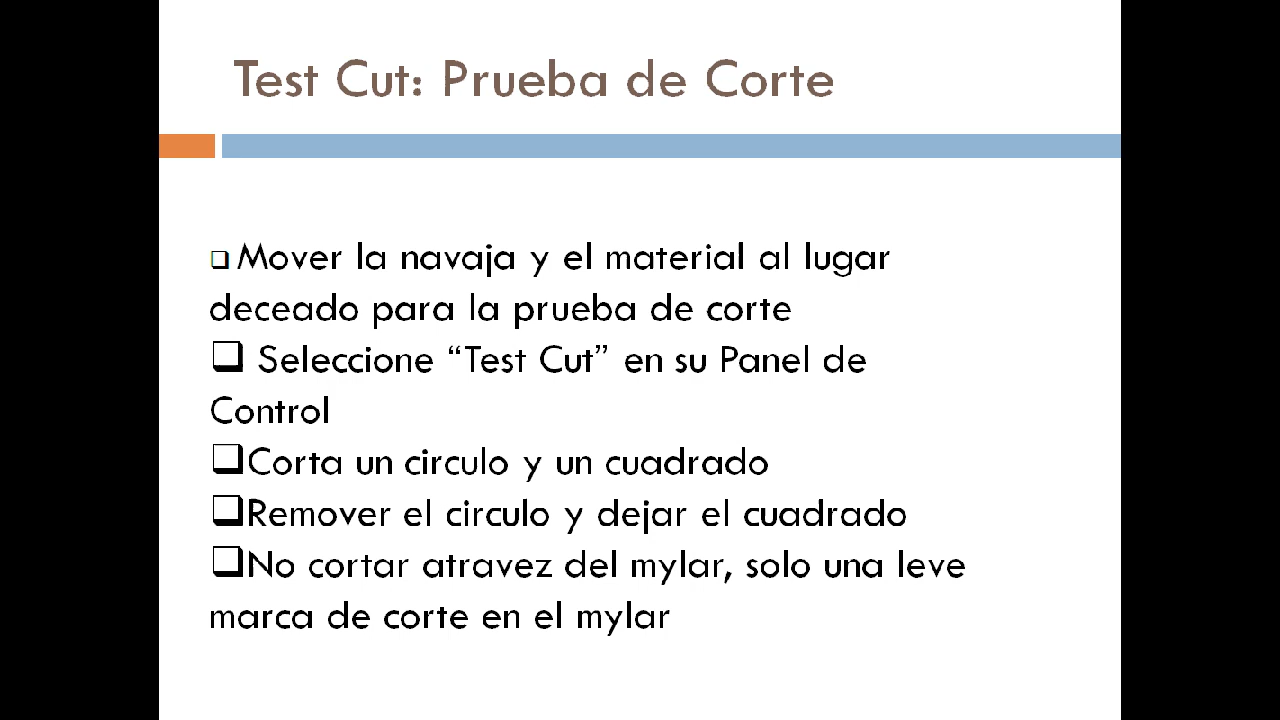 Test Cut: Prueba de Corte
❑ Mover la navaja y el material al lugar
deceado para la prueba de corte
❑ Seleccione “Test Cut” en su Panel de
Control
❑Corta un circulo y un cuadrado
❑Remover el circulo y dejar el cuadrado
❑No cortar atravez del mylar, solo una leve
marca de corte en el mylar